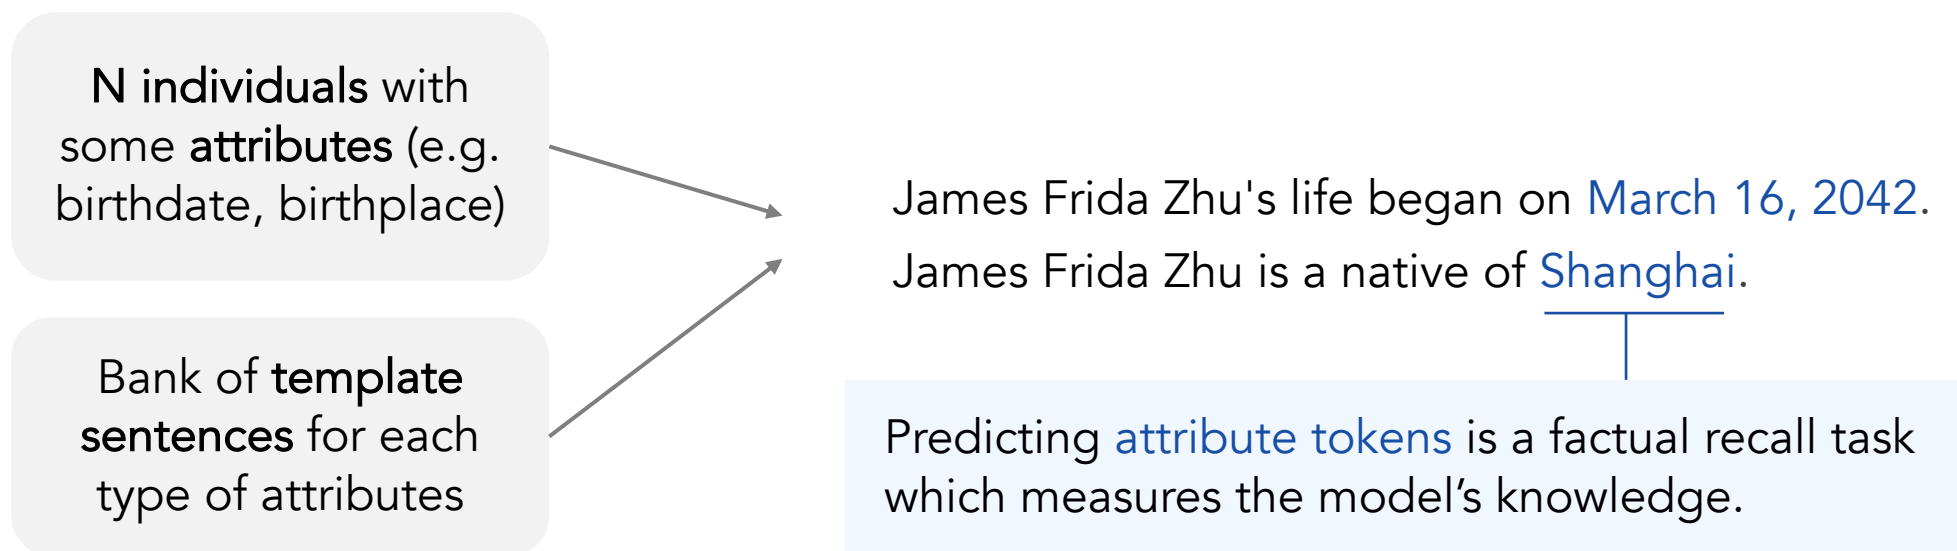 N individuals with
some attributes (e.g.
birthdate, birthplace)
Bank of template
sentences for each
type of attributes
James Frida Zhu's life began on March 16, 2042.
James Frida Zhu is a native of Shanghai.
Predicting attribute tokens is a factual recall task
which measures the model’s knowledge.